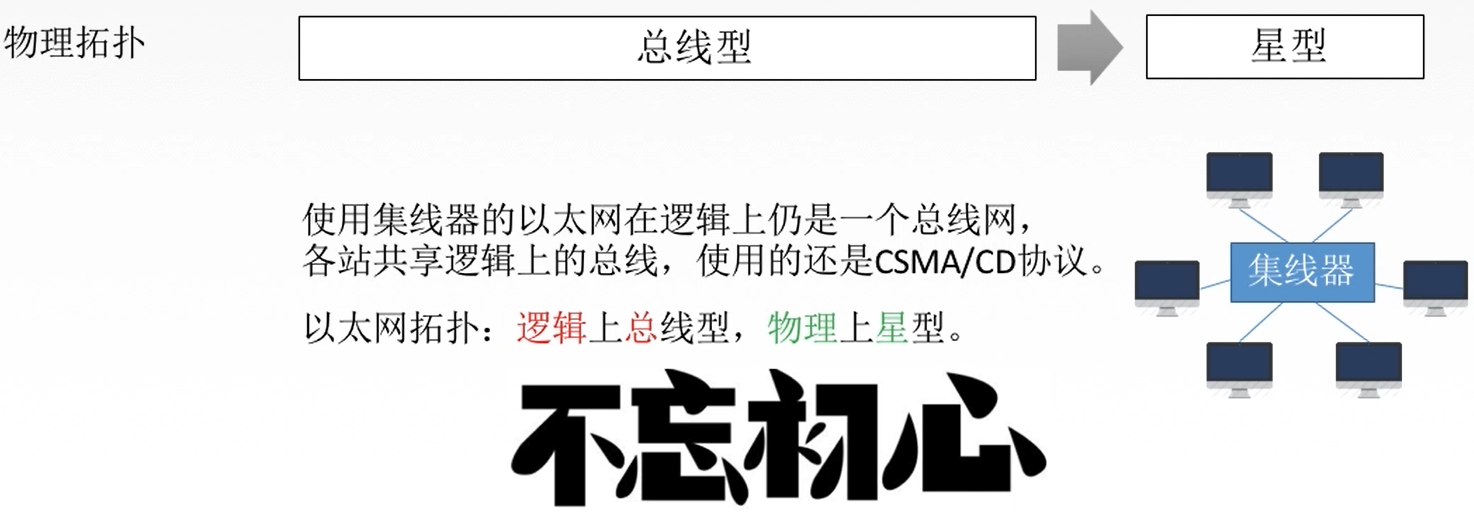 物理拓扑
总线型
星型
使用集线器的以太网在逻辑上仍是一个总线网，
各站共享逻辑上的总线，使用的还是CSMA/CD协议。
集线器
以太网拓扑：逻辑上总线型，物理上星型。
不忘初心